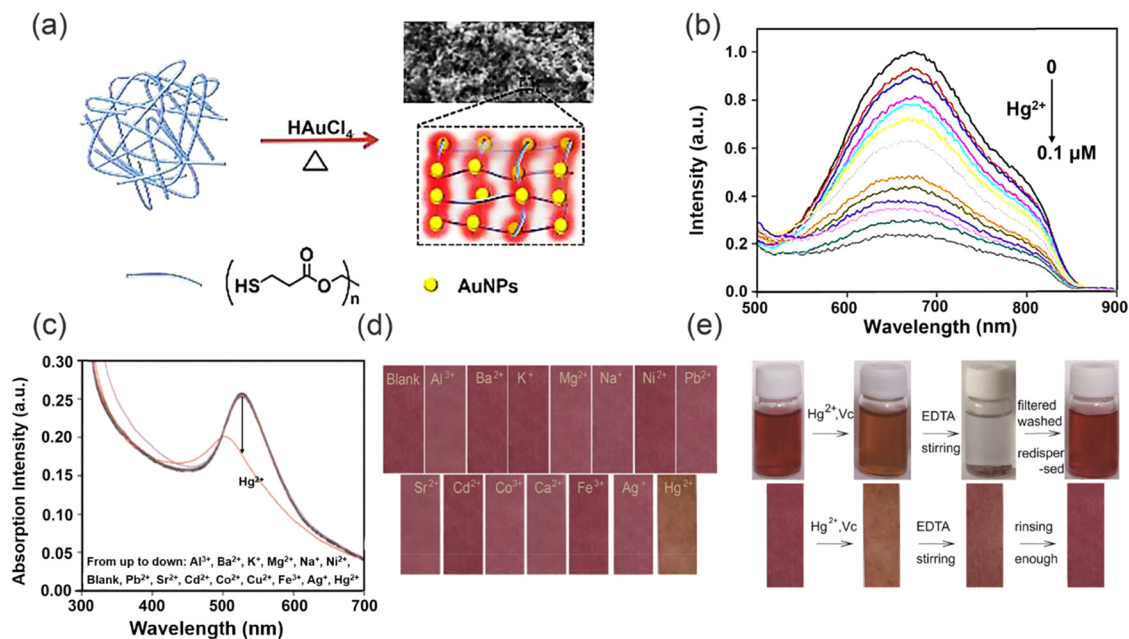 (a)
HAuCl₄
△
HS
O
O
n
AuNPs
(b)
Intensity (a.u.)
1.0
0.8
0.6
0.4
0.2
0.0
0
Hg²⁺
0.1 µM
500
600
700
800
900
Wavelength (nm)
(c)
Absorption Intensity (a.u.)
0.30
0.25
0.20
0.15
0.10
0.05
0.00
Hg²⁺
From up to down: Al³⁺, Ba²⁺, K⁺, Mg²⁺, Na⁺, Ni²⁺,
Blank, Pb²⁺, Sr²⁺, Cd²⁺, Co²⁺, Cu²⁺, Fe³⁺, Ag⁺, Hg²⁺
300
400
500
600
700
Wavelength (nm)
(d)
Blank Al³⁺ Ba²⁺ K⁺ Mg²⁺ Na⁺ Ni²⁺ Pb²⁺
Sr²⁺ Cd²⁺ Co³⁺ Ca²⁺ Fe³⁺ Ag⁺ Hg²⁺
(e)
Hg²⁺,Vc
EDTA
stirring
filtered
washed
redisper
-sed
Hg²⁺,Vc
EDTA
stirring
rinsing
enough